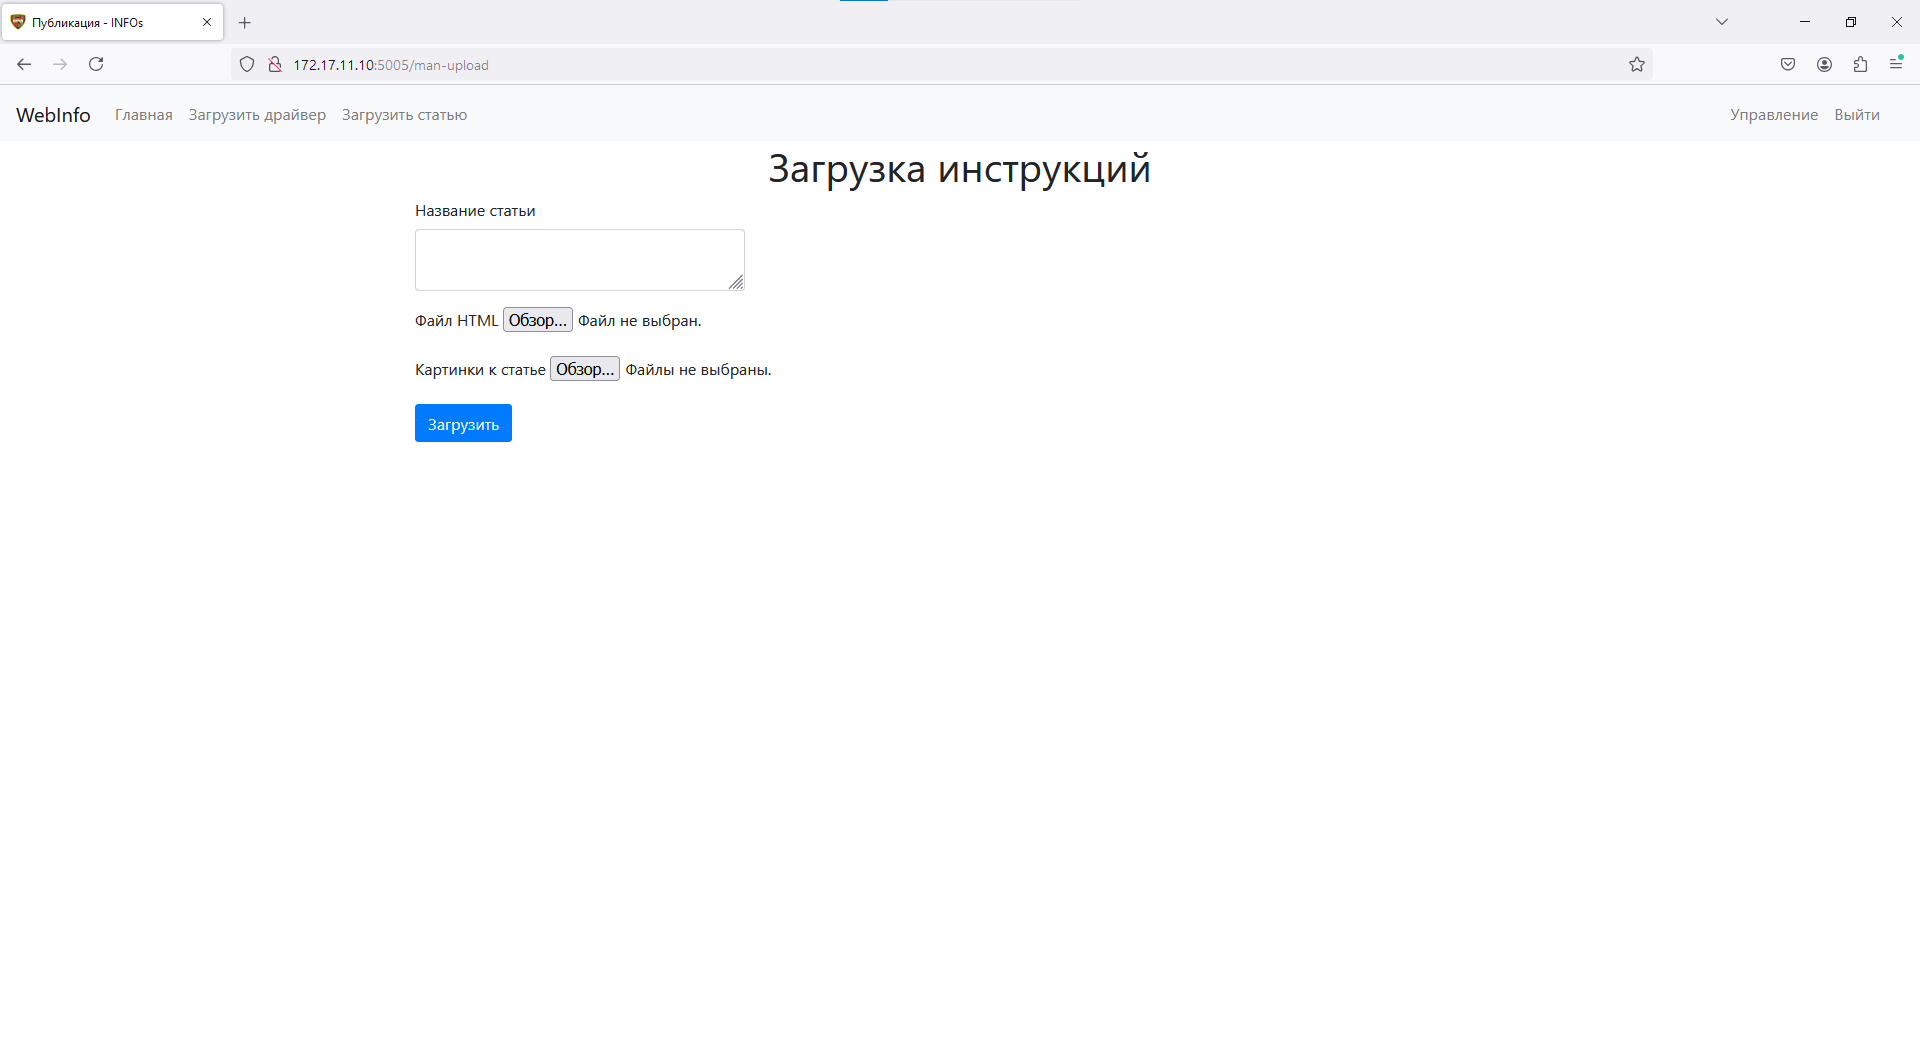 Публикация - INFOs
172.17.11.10:5005/man-upload
WebInfo Главная Загрузить драйвер Загрузить статью Управление Выйти
Загрузка инструкций
Название статьи
Файл HTML Обзор... Файл не выбран.
Картинки к статье Обзор... Файлы не выбраны.
Загрузить